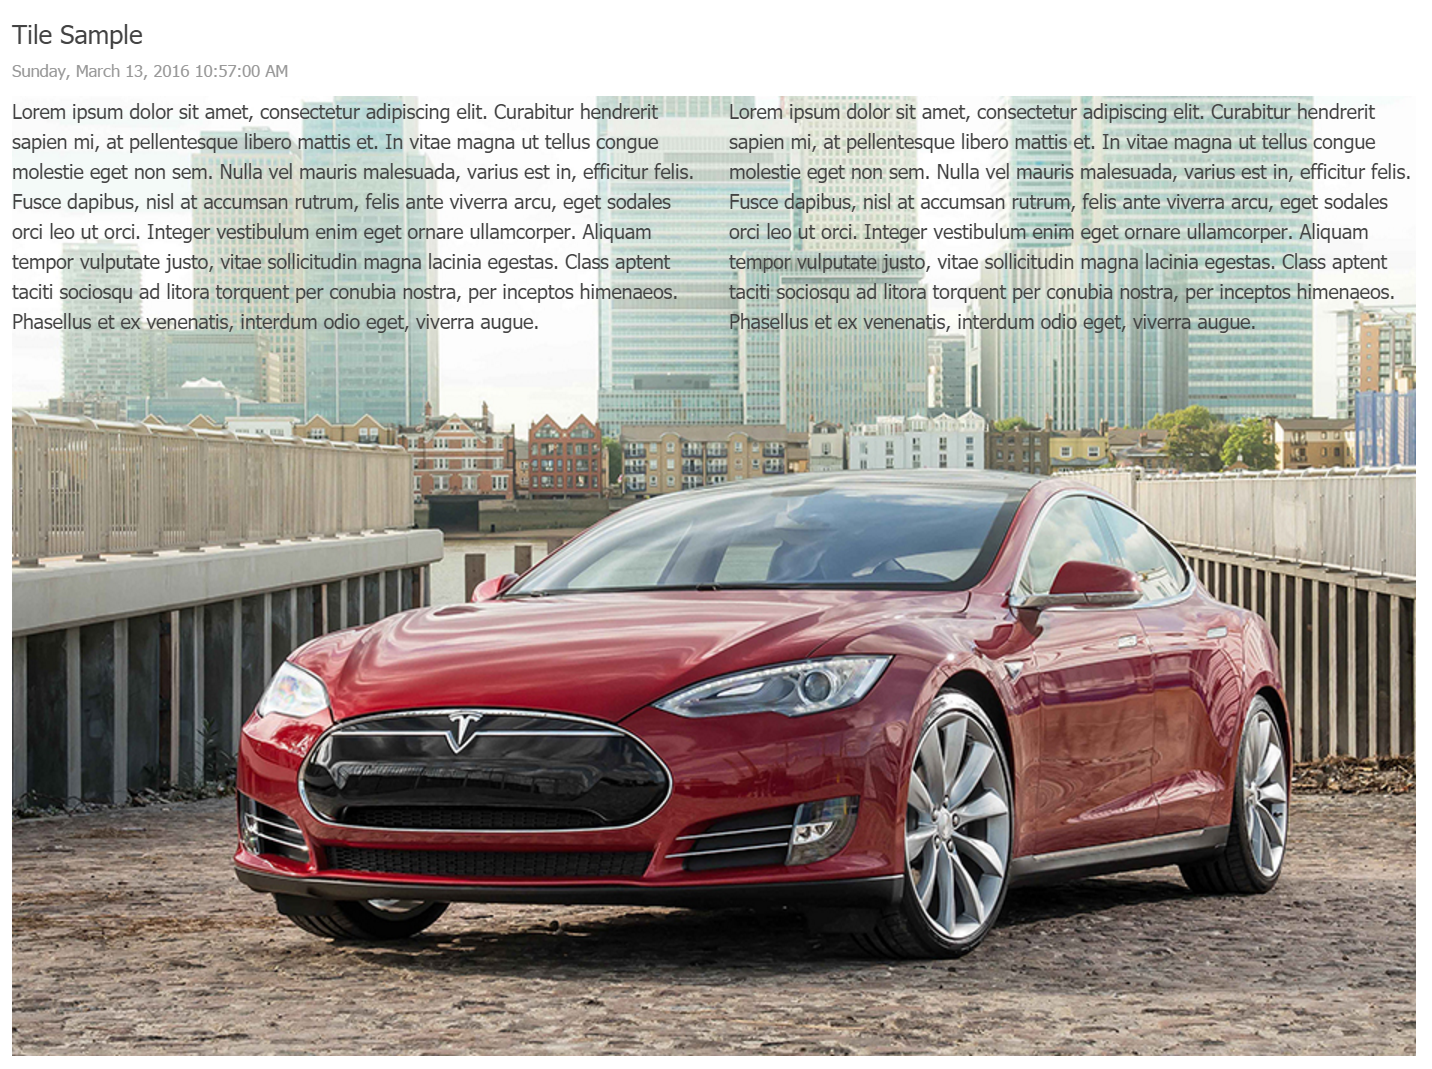 Tile Sample
Sunday, March 13, 2016 10:57:00 AM
Lorem ipsum dolor sit amet, consectetur adipiscing elit. Curabitur hendrerit
sapien mi, at pellentesque libero mattis et. In vitae magna ut tellus congue
molestie eget non sem. Nulla vel mauris malesuada, varius est in, efficitur felis.
Fusce dapibus, nisl at accumsan rutrum, felis ante viverra arcu, eget sodales
orci leo ut orci. Integer vestibulum enim eget ornare ullamcorper. Aliquam
tempor vulputate justo, vitae sollicitudin magna lacinia egestas. Class aptent
taciti sociosqu ad litora torquent per conubia nostra, per inceptos himenaeos.
Phasellus et ex venenatis, interdum odio eget, viverra augue.
Lorem ipsum dolor sit amet, consectetur adipiscing elit. Curabitur hendrerit
sapien mi, at pellentesque libero mattis et. In vitae magna ut tellus congue
molestie eget non sem. Nulla vel mauris malesuada, varius est in, efficitur felis.
Fusce dapibus, nisl at accumsan rutrum, felis ante viverra arcu, eget sodales
orci leo ut orci. Integer vestibulum enim eget ornare ullamcorper. Aliquam
tempor vulputate justo, vitae sollicitudin magna lacinia egestas. Class aptent
taciti sociosqu ad litora torquent per conubia nostra, per inceptos himenaeos.
Phasellus et ex venenatis, interdum odio eget, viverra augue.